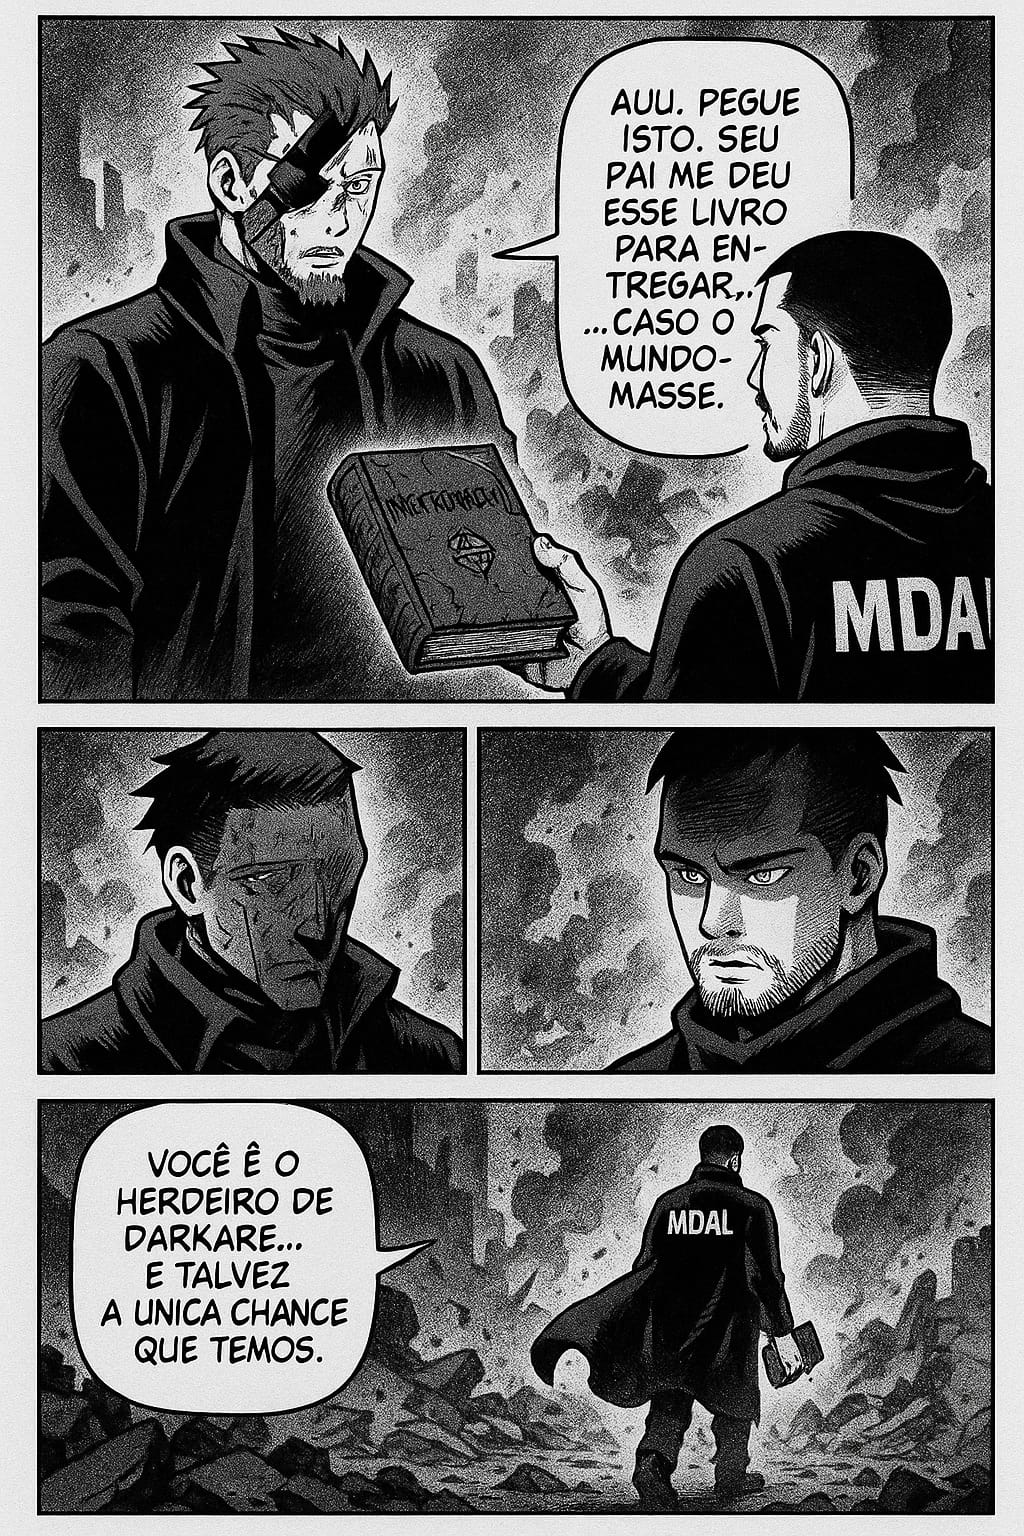 AUU. PEGUE
ISTO. SEU
PAI ME DEU
ESSE LIVRO
PARA EN-
TREGAR,.
...CASO O
MUNDO-
MASSE.
MDAL
VOCÊ Ê O
HERDEIRO DE
DARKARE...
E TALVEZ
A UNICA CHANCE
QUE TEMOS.
MDAL